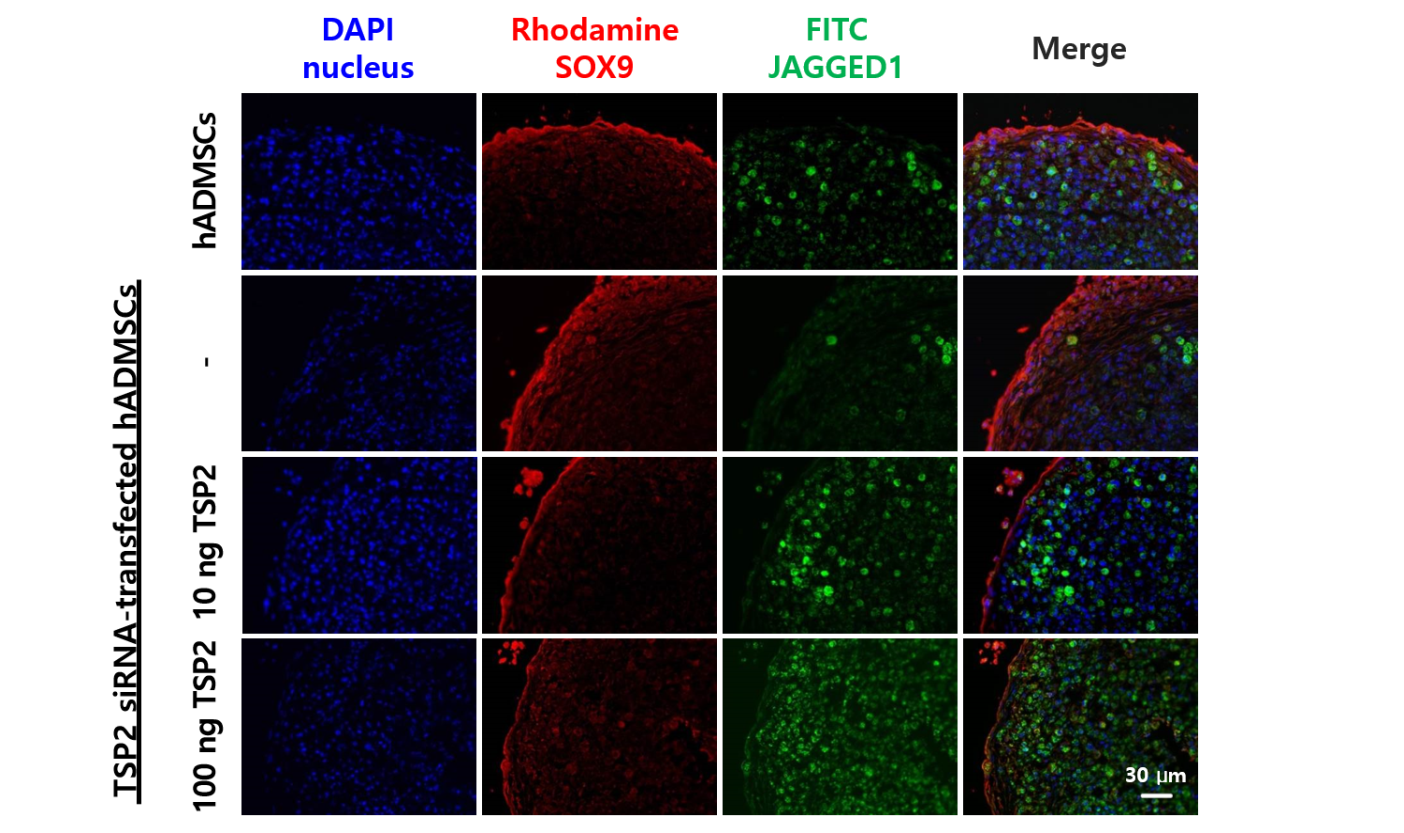 DAPI
nucleus
Rhodamine
SOX9
FITC
JAGGED1
Merge
hADMSCs
TSP2 siRNA-transfected hADMSCs
-
10 ng TSP2
100 ng TSP2
30 μm